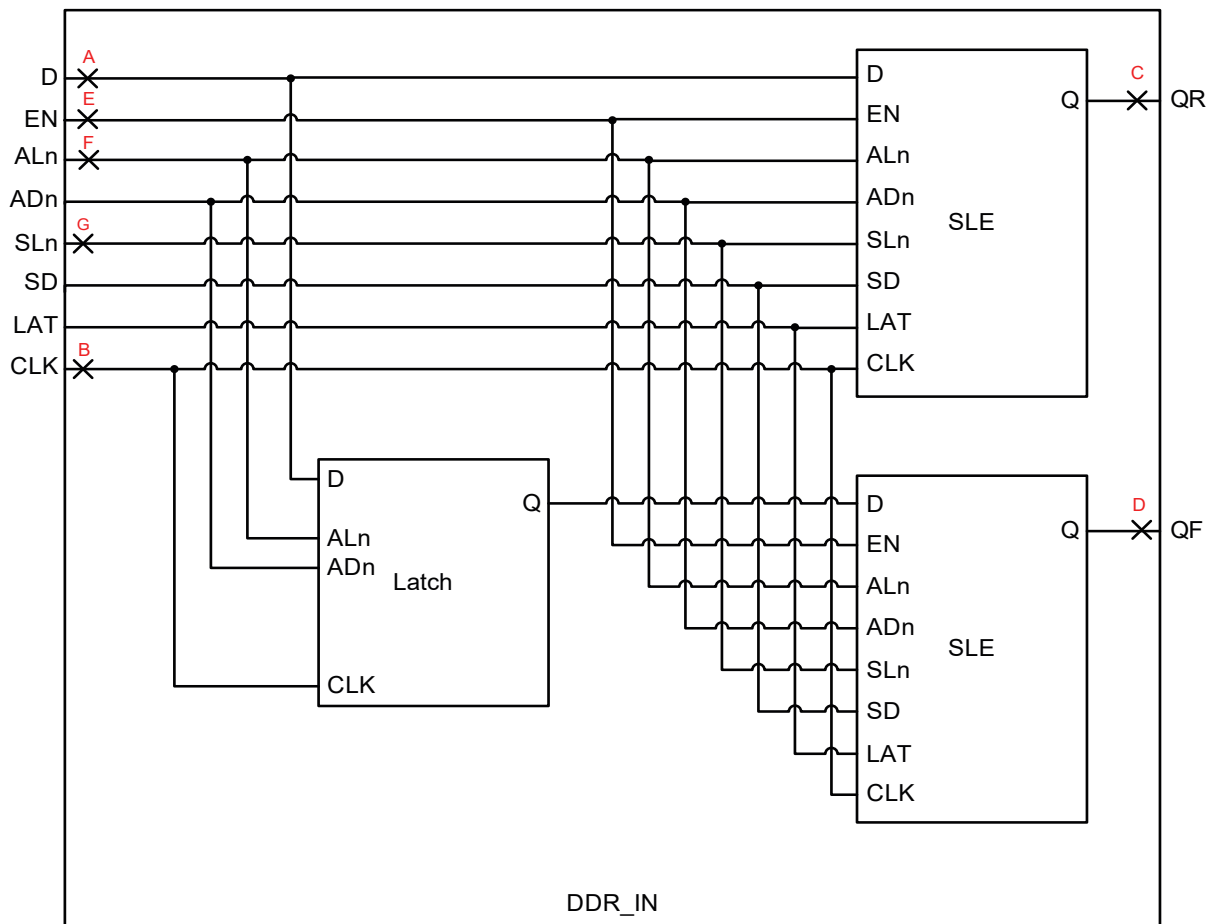 A
D
E
EN
F
ALn
ADn
G
SLn
SD
LAT
B
CLK
D
EN
ALn
ADn
SLn
SD
LAT
CLK
SLE
Q
C
QR
D
ALn
ADn
CLK
Latch
Q
D
EN
ALn
ADn
SLn
SD
LAT
CLK
SLE
Q
D
QF
DDR_IN